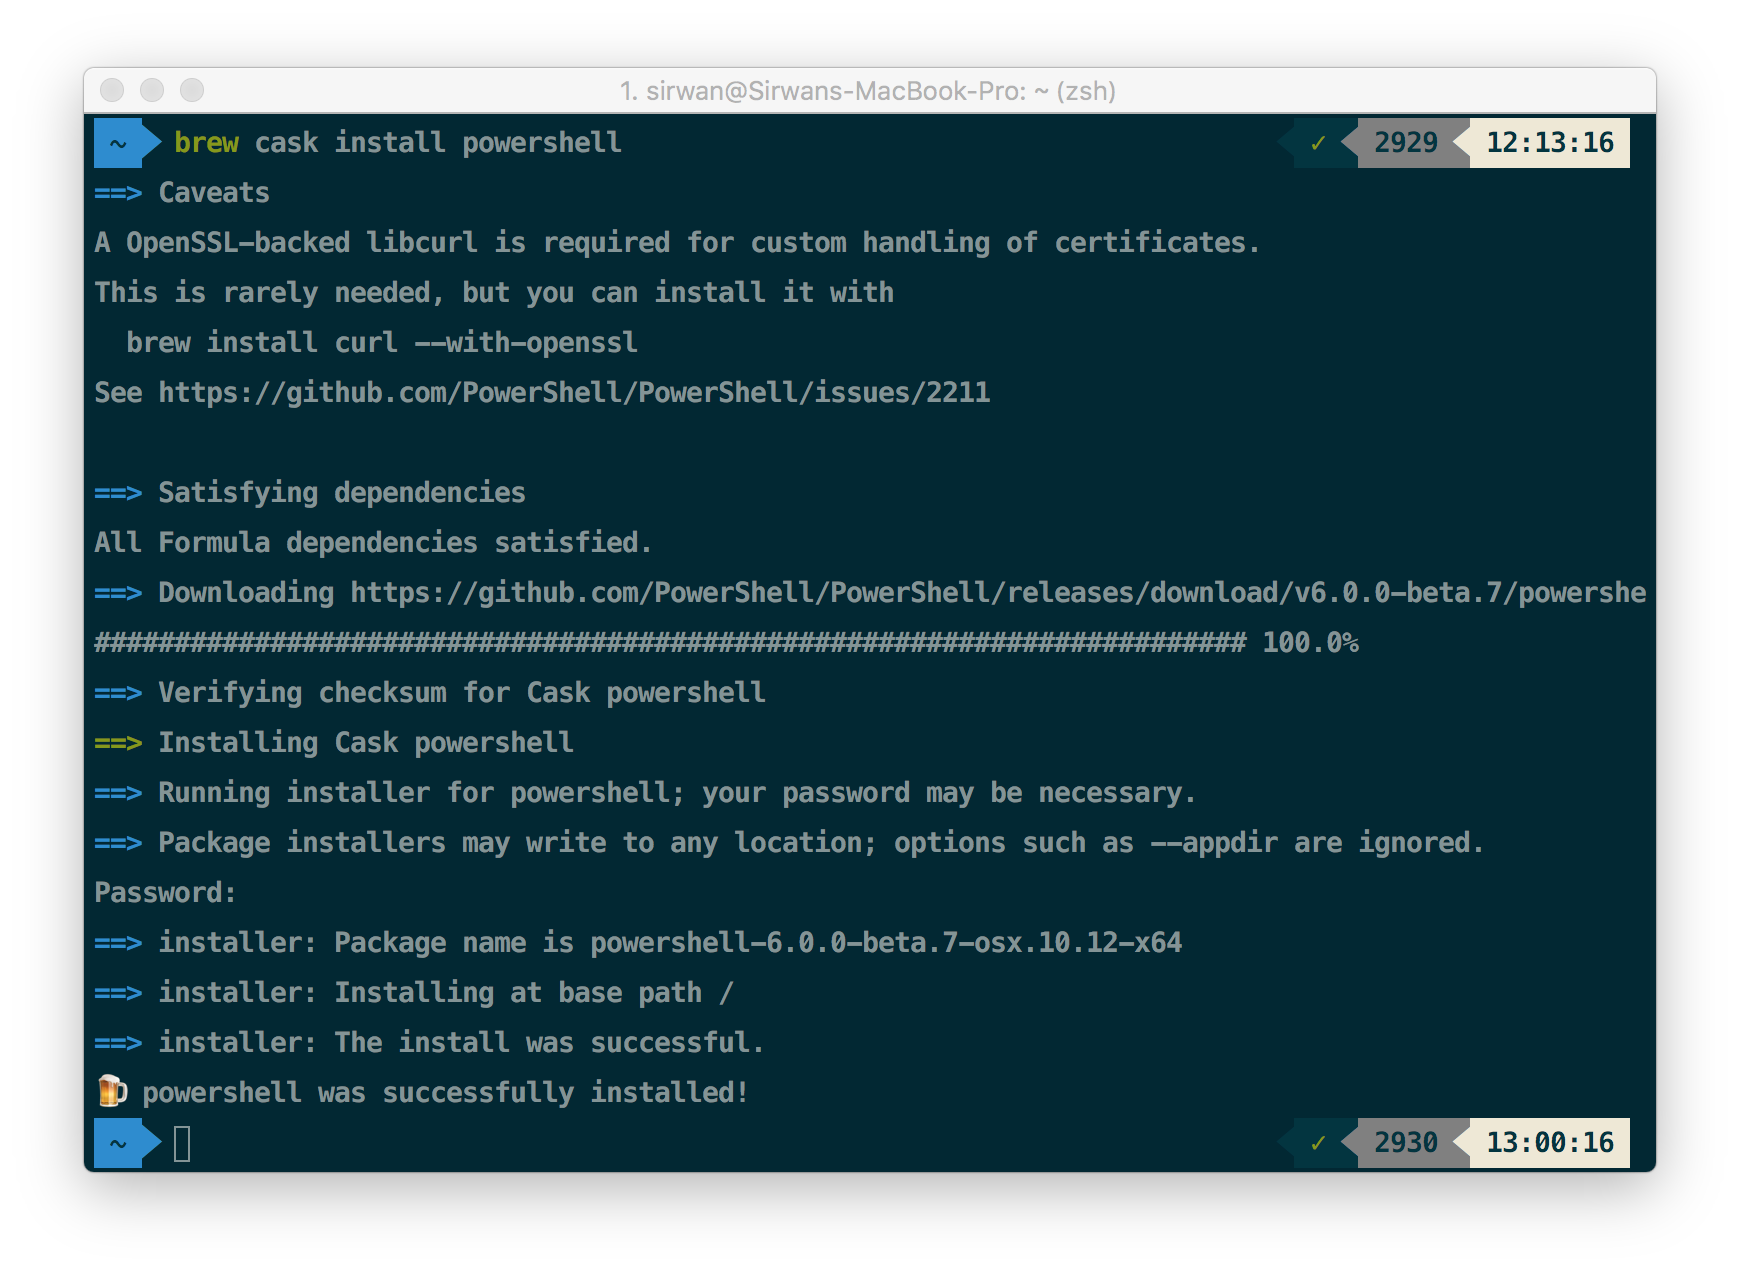 1. sirwan@Sirwans-MacBook-Pro: ~ (zsh)
~ brew cask install powershell ✓ 2929 12:13:16
==> Caveats
A OpenSSL-backed libcurl is required for custom handling of certificates.
This is rarely needed, but you can install it with
  brew install curl --with-openssl
See https://github.com/PowerShell/PowerShell/issues/2211
==> Satisfying dependencies
All Formula dependencies satisfied.
==> Downloading https://github.com/PowerShell/PowerShell/releases/download/v6.0.0-beta.7/powershe
######################################################################## 100.0%
==> Verifying checksum for Cask powershell
==> Installing Cask powershell
==> Running installer for powershell; your password may be necessary.
==> Package installers may write to any location; options such as --appdir are ignored.
Password:
==> installer: Package name is powershell-6.0.0-beta.7-osx.10.12-x64
==> installer: Installing at base path /
==> installer: The install was successful.
🍺 powershell was successfully installed!
~ ✓ 2930 13:00:16